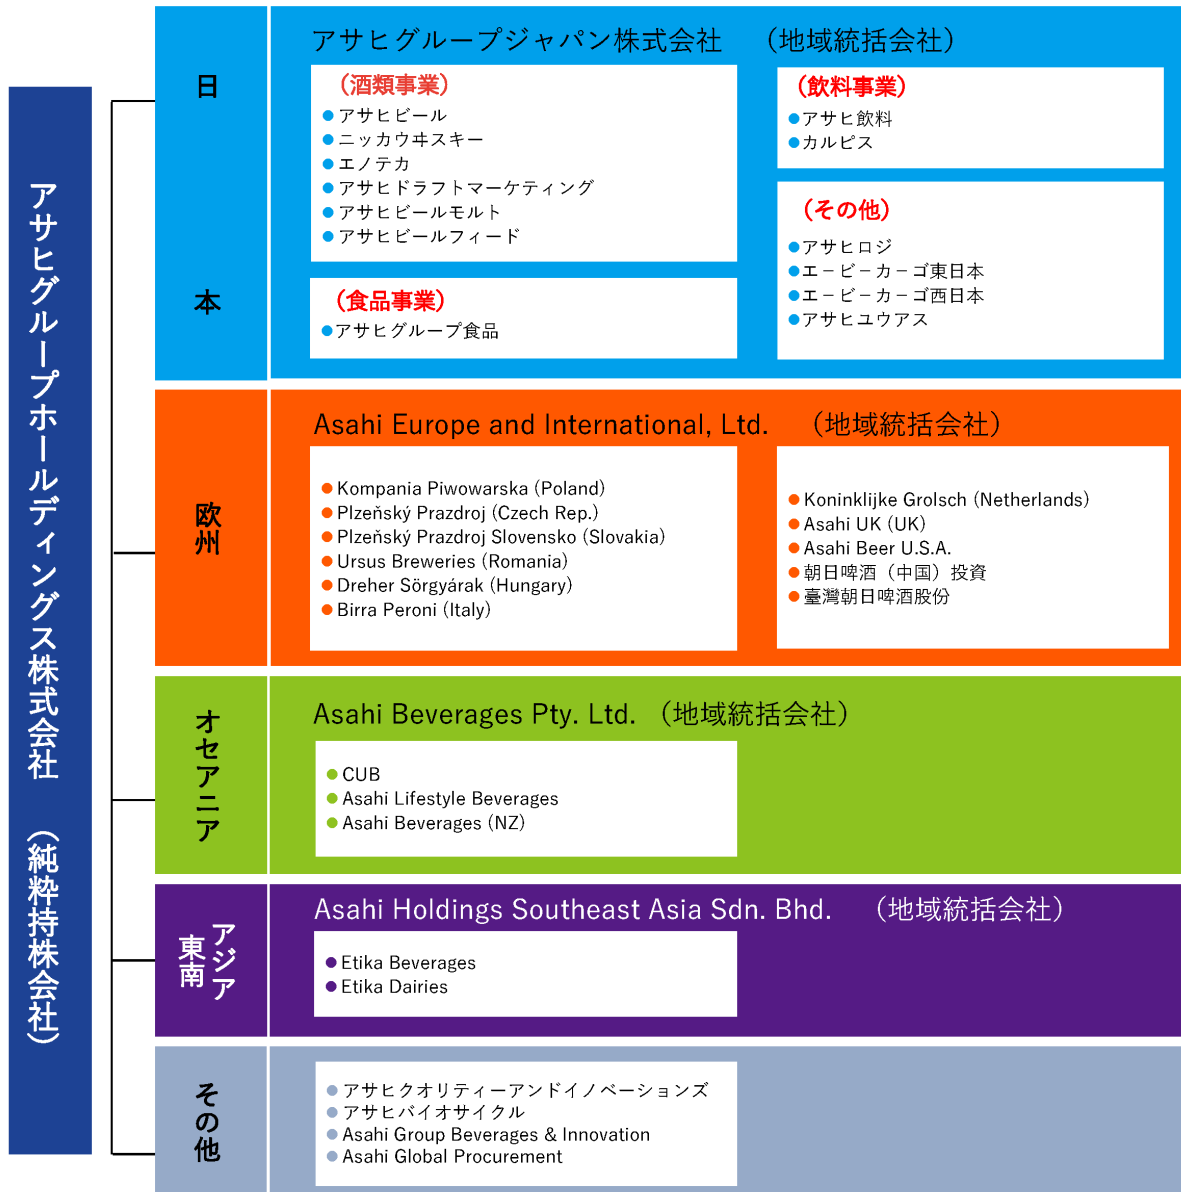 アサヒグループホールディングス株式会社　（純粋持株会社）
日本
アサヒグループジャパン株式会社　（地域統括会社）
（酒類事業）
アサヒビール
ニッカウヰスキー
エノテカ
アサヒドラフトマーケティング
アサヒビールモルト
アサヒビールフィード
（食品事業）
アサヒグループ食品
（飲料事業）
アサヒ飲料
カルピス
（その他）
アサヒロジ
エービーカーゴ東日本
エービーカーゴ西日本
アサヒユウアス
欧州
Asahi Europe and International, Ltd.　（地域統括会社）
Kompania Piwowarska (Poland)
Plzeňský Prazdroj (Czech Rep.)
Plzeňský Prazdroj Slovensko (Slovakia)
Ursus Breweries (Romania)
Dreher Sörgyárak (Hungary)
Birra Peroni (Italy)
Koninklijke Grolsch (Netherlands)
Asahi UK (UK)
Asahi Beer U.S.A.
朝日啤酒（中国）投資
臺灣朝日啤酒股份
オセアニア
Asahi Beverages Pty. Ltd.　（地域統括会社）
CUB
Asahi Lifestyle Beverages
Asahi Beverages (NZ)
東南
アジア
Asahi Holdings Southeast Asia Sdn. Bhd.　（地域統括会社）
Etika Beverages
Etika Dairies
その他
アサヒクオリティーアンドイノベーションズ
アサヒバイオサイクル
Asahi Group Beverages & Innovation
Asahi Global Procurement